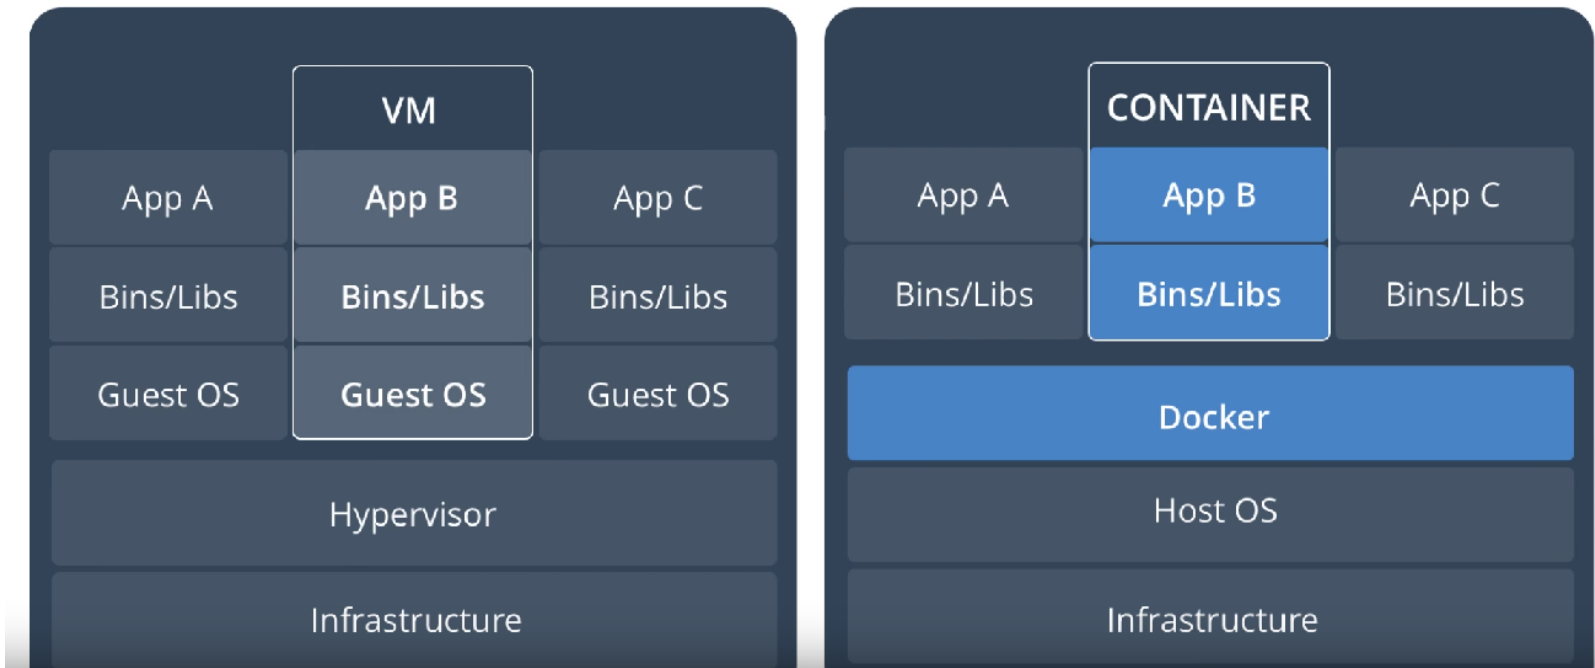 VM
App A
App B
App C
Bins/Libs
Bins/Libs
Bins/Libs
Guest OS
Guest OS
Guest OS
Hypervisor
Infrastructure
CONTAINER
App A
App B
App C
Bins/Libs
Bins/Libs
Bins/Libs
Docker
Host OS
Infrastructure